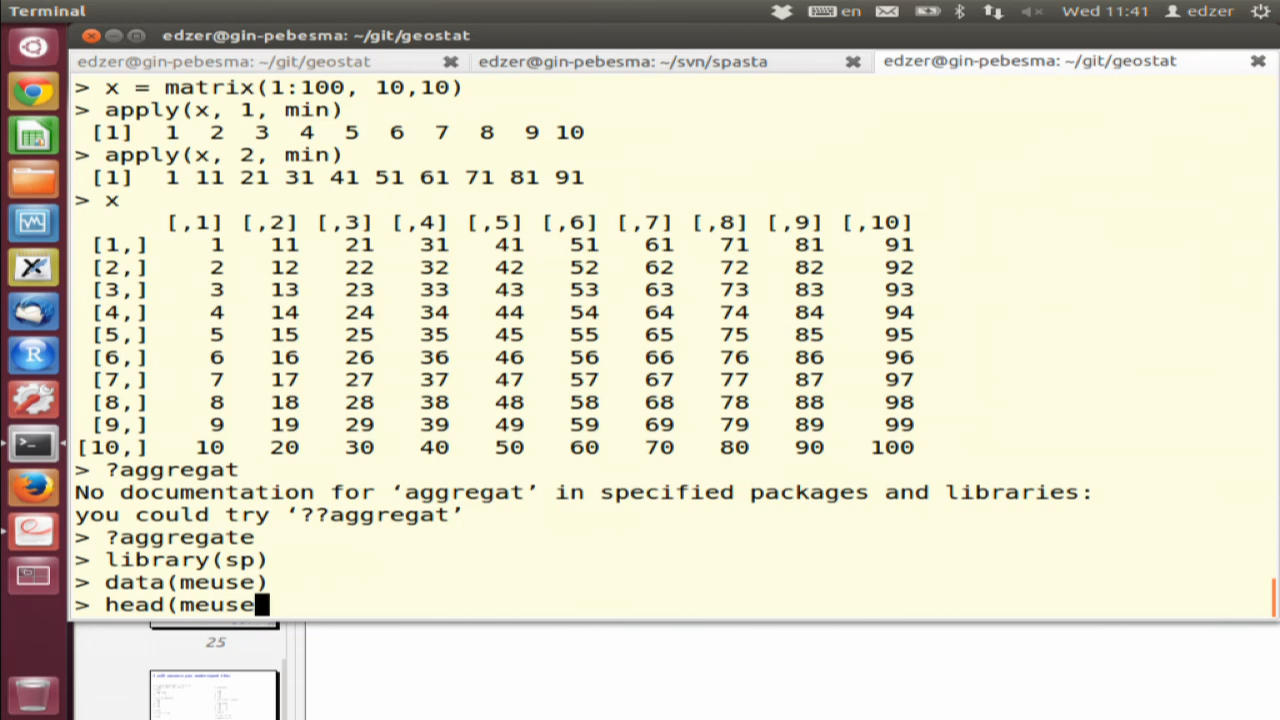 Terminal en Wed 11:41 edzer
edzer@gin-pebesma: ~/git/geostat
edzer@gin-pebesma: ~/git/geostat edzer@gin-pebesma: ~/svn/spasta edzer@gin-pebesma: ~/git/geostat
> x = matrix(1:100, 10,10)
> apply(x, 1, min)
[1] 1 2 3 4 5 6 7 8 9 10
> apply(x, 2, min)
[1] 1 11 21 31 41 51 61 71 81 91
> x
[,1] [,2] [,3] [,4] [,5] [,6] [,7] [,8] [,9] [,10]
[1,] 1 11 21 31 41 51 61 71 81 91
[2,] 2 12 22 32 42 52 62 72 82 92
[3,] 3 13 23 33 43 53 63 73 83 93
[4,] 4 14 24 34 44 54 64 74 84 94
[5,] 5 15 25 35 45 55 65 75 85 95
[6,] 6 16 26 36 46 56 66 76 86 96
[7,] 7 17 27 37 47 57 67 77 87 97
[8,] 8 18 28 38 48 58 68 78 88 98
[9,] 9 19 29 39 49 59 69 79 89 99
[10,] 10 20 30 40 50 60 70 80 90 100
> ?aggregat
No documentation for ‘aggregat’ in specified packages and libraries:
you could try ‘??aggregat’
> ?aggregate
> library(sp)
> data(meuse)
> head(meuse
25